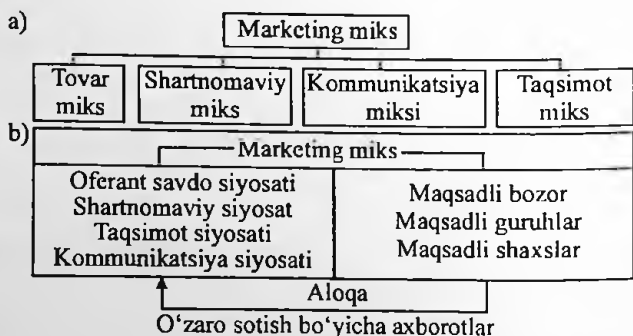 a)
Marketing miks
Tovar miks
Shartnomaviy miks
Kommunikatsiya miksi
Taqsimot miks
b)
Marketing miks
Oferant savdo siyosati
Shartnomaviy siyosat
Taqsimot siyosati
Kommunikatsiya siyosati
Maqsadli bozor
Maqsadli guruhlar
Maqsadli shaxslar
Aloqa
O‘zaro sotish bo‘yicha axborotlar